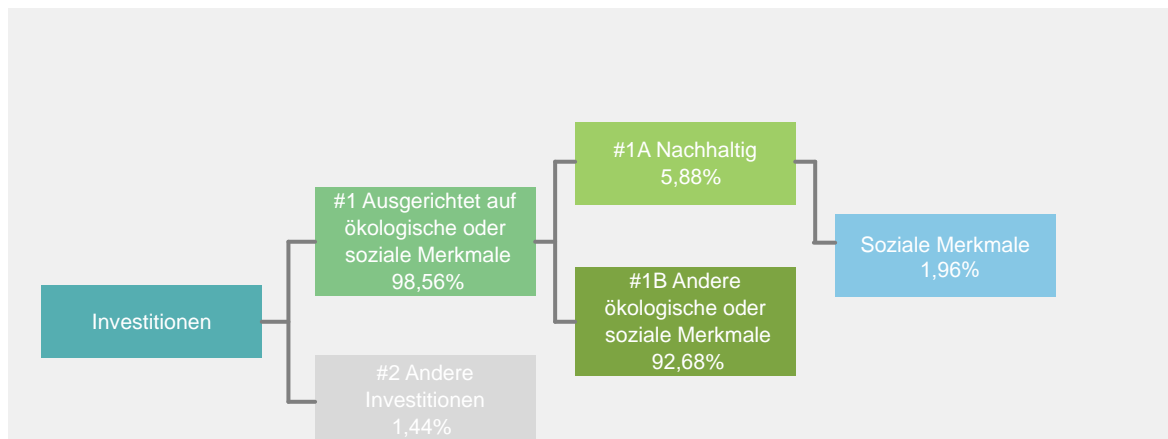 Investitionen
#1 Ausgerichtet auf
ökologische oder
soziale Merkmale
98,56%
#2 Andere
Investitionen
1,44%
#1A Nachhaltig
5,88%
#1B Andere
ökologische oder
soziale Merkmale
92,68%
Soziale Merkmale
1,96%